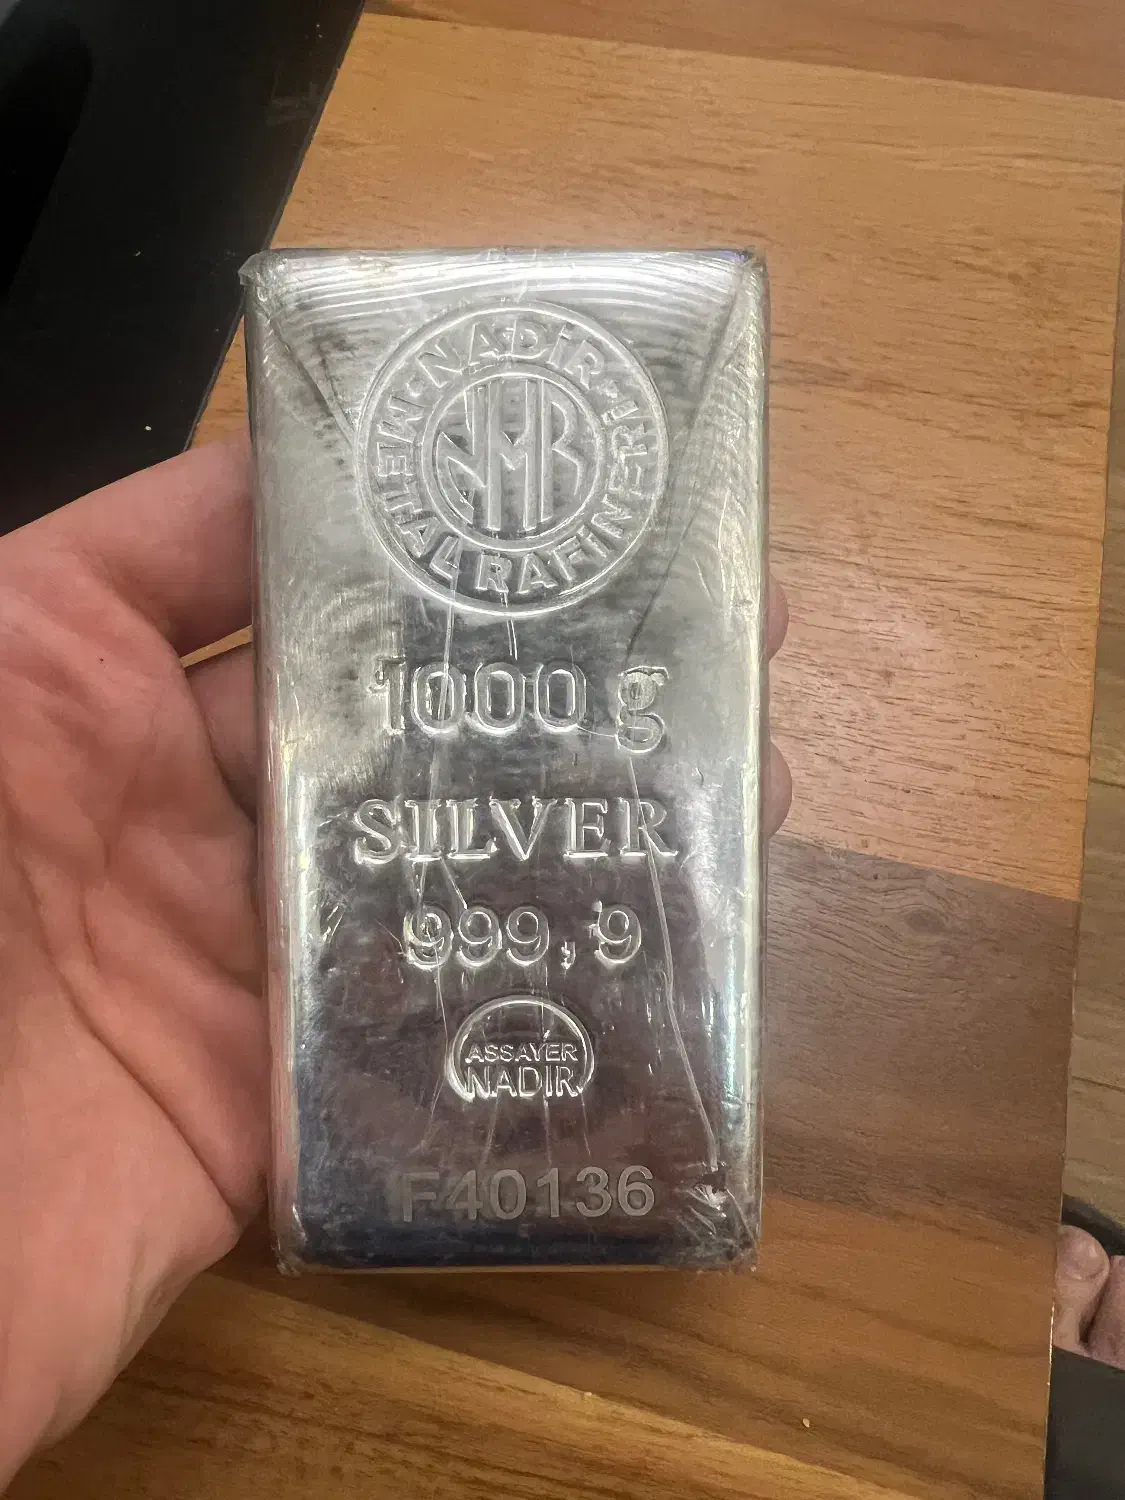 NADİR METAL RAFİNERİ
NMR
1000 g
SILVER
999,9
ASSAYER
NADIR
F40136